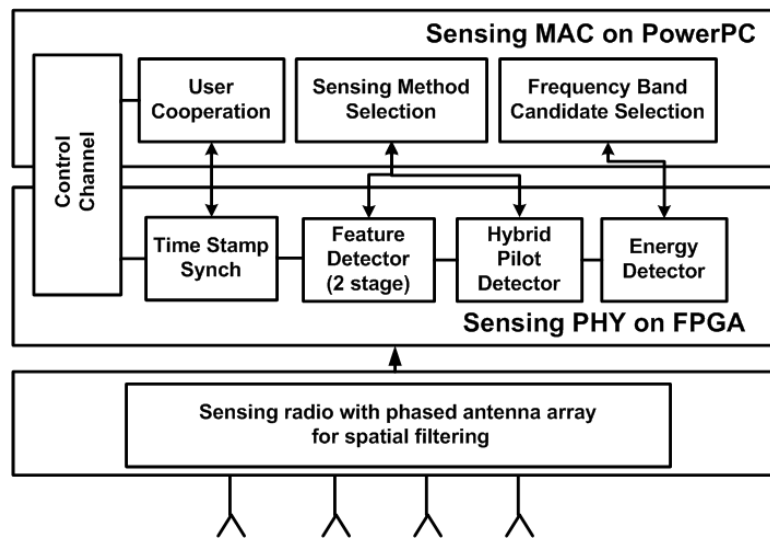 Sensing MAC on PowerPC
Control
Channel
User
Cooperation
Sensing Method
Selection
Frequency Band
Candidate Selection
Time Stamp
Synch
Feature
Detector
(2 stage)
Hybrid
Pilot
Detector
Energy
Detector
Sensing PHY on FPGA
Sensing radio with phased antenna array
for spatial filtering